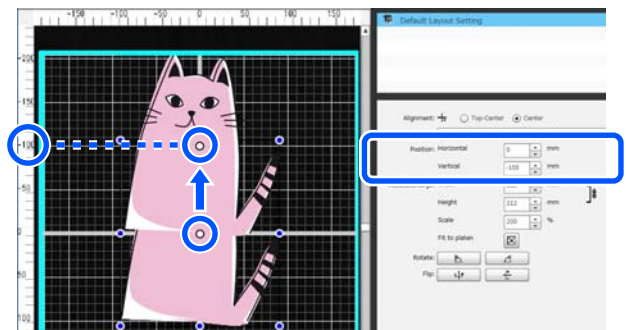 -150 -100 -50 0 50 100 150
Default Layout Setting
-200
-150
Alignment: Top Center Center
-100
Position: Horizontal 0 mm
Vertical -100 mm
-50
Height 212 mm
Scale 200 %
0
Fit to platen
50
Rotate:
Flip:
100